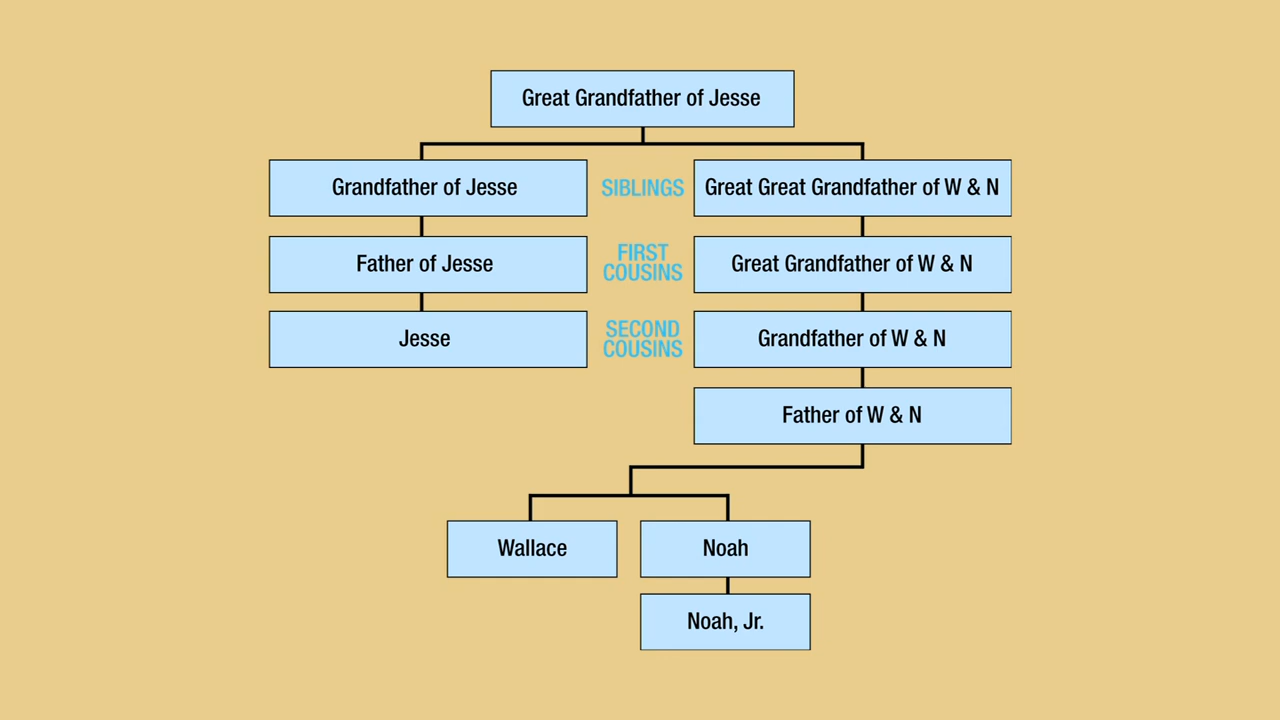 Great Grandfather of Jesse
Grandfather of Jesse
SIBLINGS
Great Great Grandfather of W & N
Father of Jesse
FIRST
COUSINS
Great Grandfather of W & N
Jesse
SECOND
COUSINS
Grandfather of W & N
Father of W & N
Wallace
Noah
Noah, Jr.